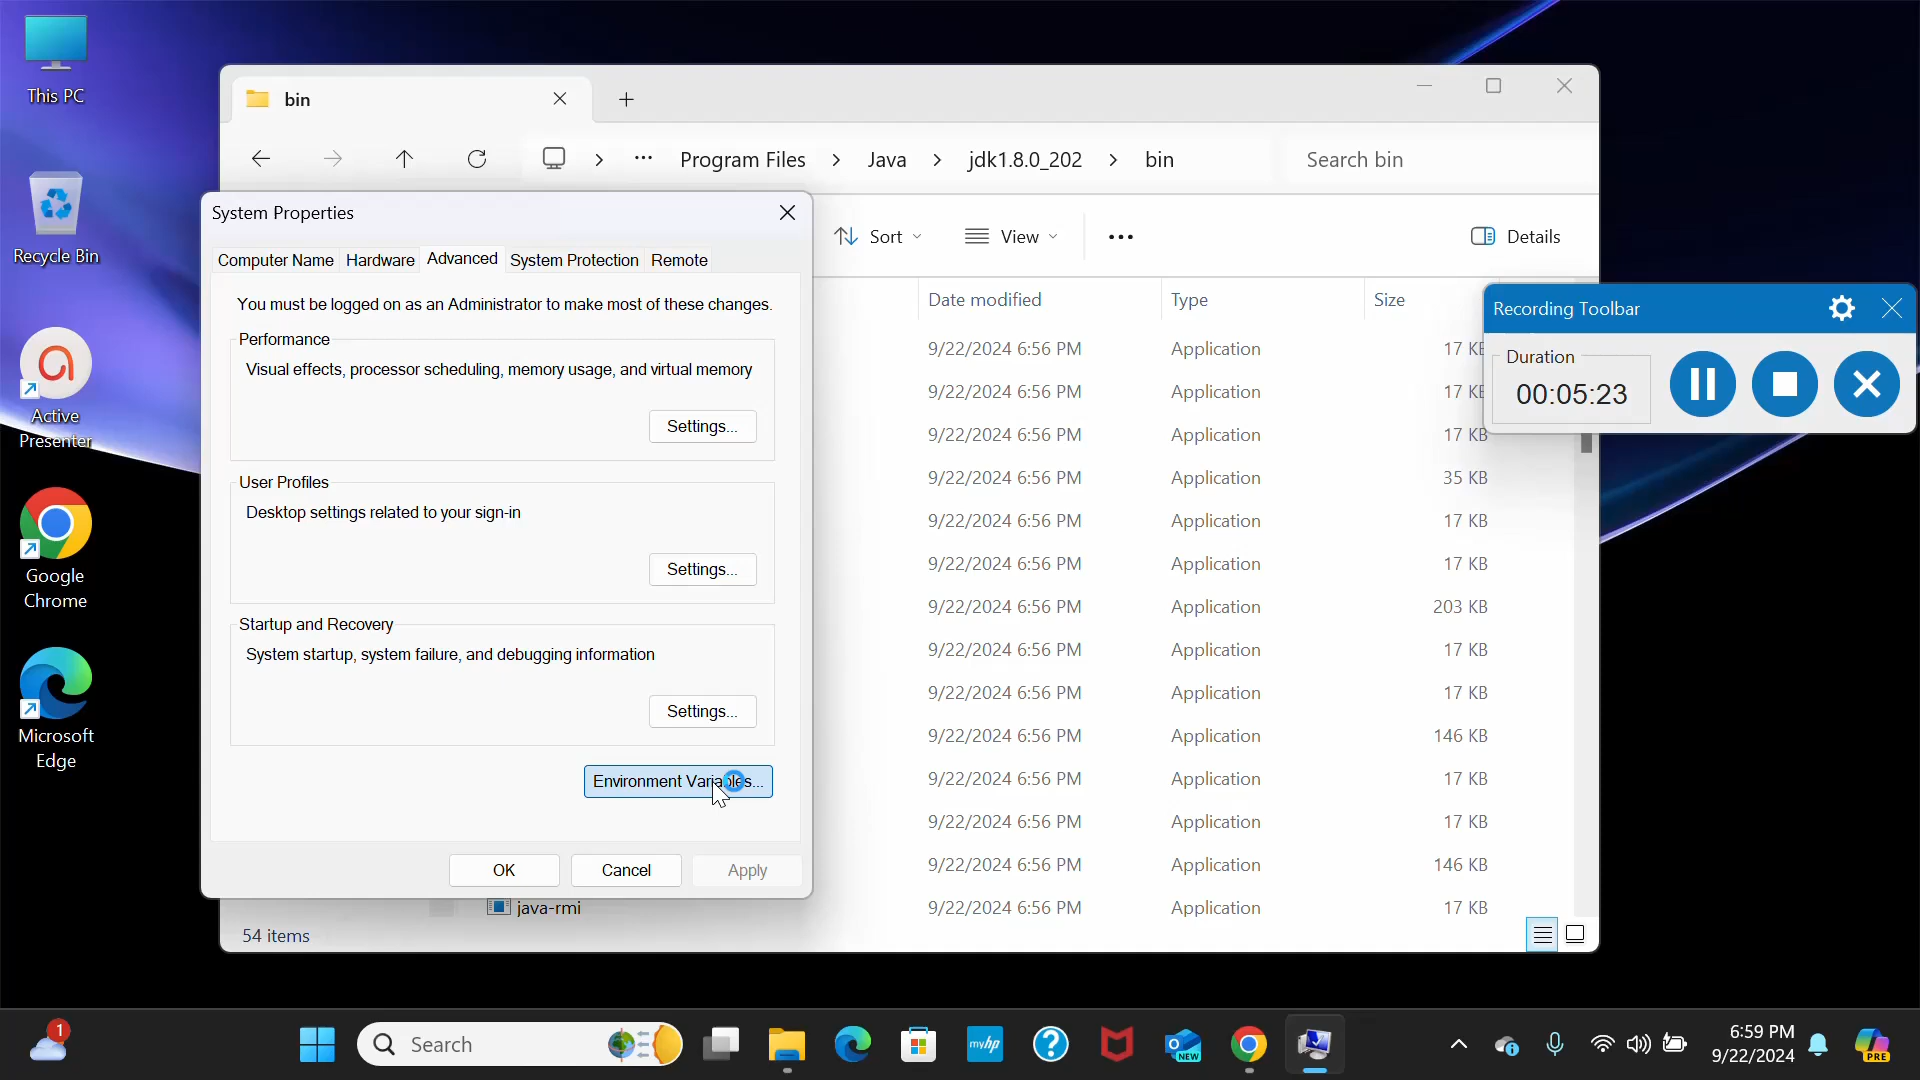 This PC
Recycle Bin
Active
Presenter
Google
Chrome
Microsoft
Edge
bin
Program Files
Java
jdk1.8.0_202
bin
Search bin
Sort
View
Details
Date modified
Type
Size
9/22/2024 6:56 PM Application 17 KB
9/22/2024 6:56 PM Application 17 KB
9/22/2024 6:56 PM Application 17 KB
9/22/2024 6:56 PM Application 35 KB
9/22/2024 6:56 PM Application 17 KB
9/22/2024 6:56 PM Application 17 KB
9/22/2024 6:56 PM Application 203 KB
9/22/2024 6:56 PM Application 17 KB
9/22/2024 6:56 PM Application 17 KB
9/22/2024 6:56 PM Application 146 KB
9/22/2024 6:56 PM Application 17 KB
9/22/2024 6:56 PM Application 17 KB
9/22/2024 6:56 PM Application 146 KB
java-rmi 9/22/2024 6:56 PM Application 17 KB
54 items
System Properties
Computer Name Hardware Advanced System Protection Remote
You must be logged on as an Administrator to make most of these changes.
Performance
Visual effects, processor scheduling, memory usage, and virtual memory
Settings...
User Profiles
Desktop settings related to your sign-in
Settings...
Startup and Recovery
System startup, system failure, and debugging information
Settings...
Environment Variables...
OK Cancel Apply
Recording Toolbar
Duration
00:05:23
1
Search
myhp
NEW
6:59 PM
9/22/2024
PRE